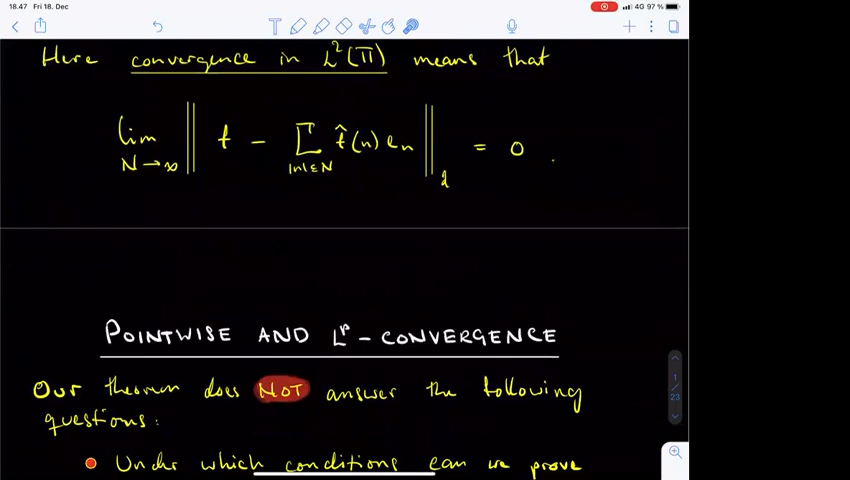 18.47 Fri 18. Dec
4G 97 %
Here convergence in L²(𝕋) means that
lim N→∞ ‖ f − ∑ |n|≤N f̂(n) eₙ ‖₂ = 0 .
POINTWISE AND Lᵖ - CONVERGENCE
Our theorem does NOT answer the following
questions:
1 / 23
• Under which conditions can we prove